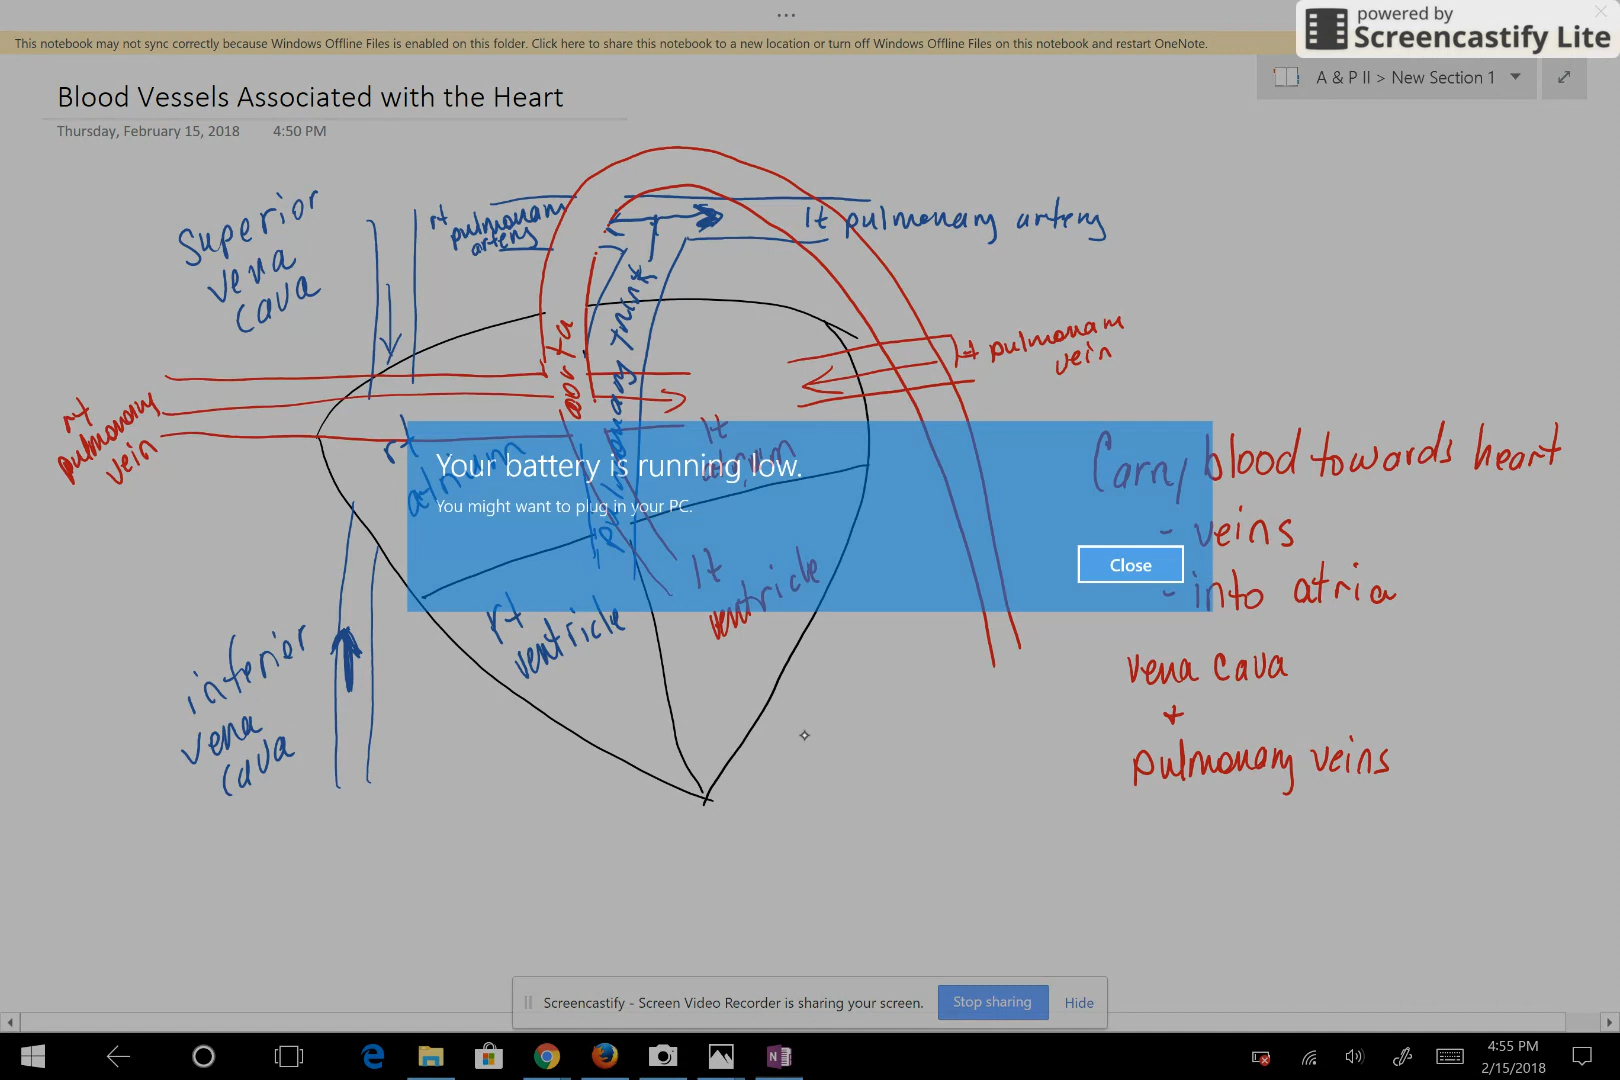 ...
powered by
Screencastify Lite
This notebook may not sync correctly because Windows Offline Files is enabled on this folder. Click here to share this notebook to a new location or turn off Windows Offline Files on this notebook and restart OneNote.
A & P II > New Section 1
Blood Vessels Associated with the Heart
Thursday, February 15, 2018 4:50 PM
Superior
vena
cava
rt
pulmonary
artery
lt pulmonary artery
pulmonary trunk
aorta
lt pulmonary
vein
rt
pulmonary
vein
rt
atrium
lt
atrium
Your battery is running low.
You might want to plug in your PC.
Close
lt
ventricle
rt
ventricle
inferior
vena
cava
Carry blood towards heart
- veins
- into atria
vena cava
+
pulmonary veins
Screencastify - Screen Video Recorder is sharing your screen.
Stop sharing
Hide
4:55 PM
2/15/2018